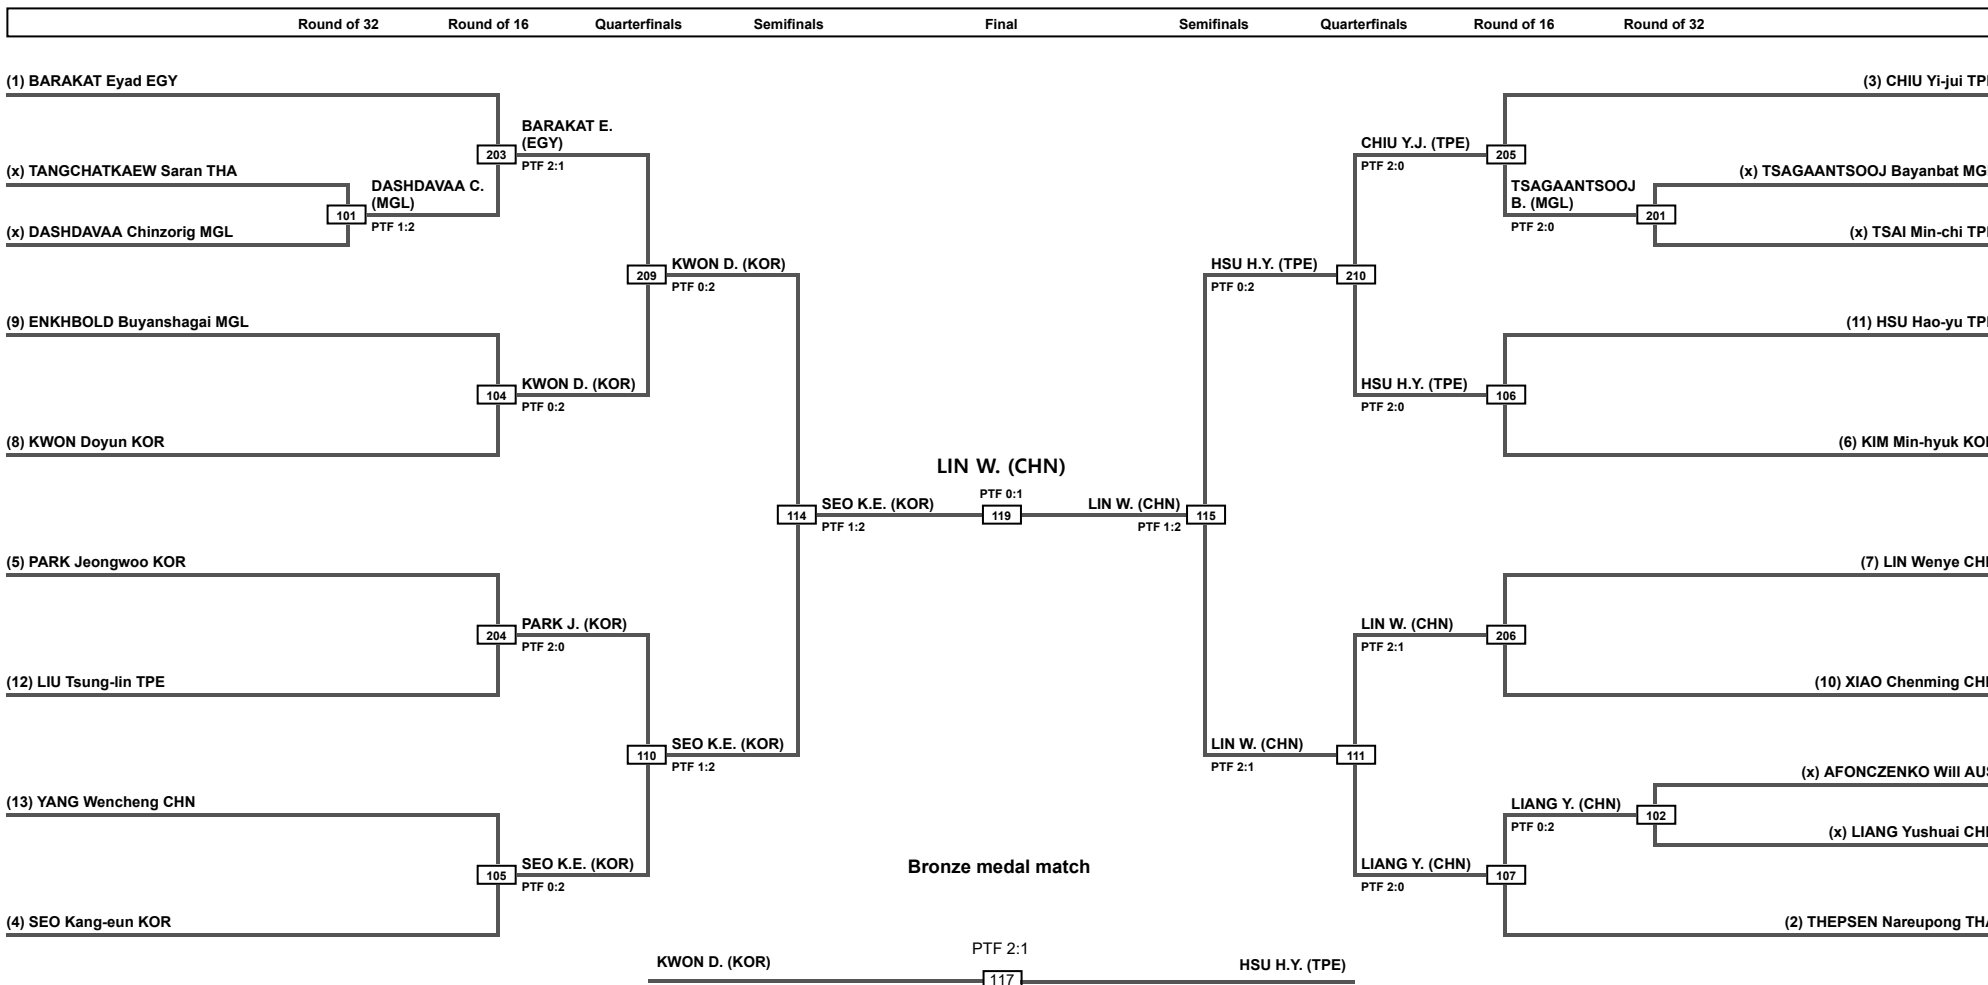 Round of 32 Round of 16 Quarterfinals Semifinals Final Semifinals Quarterfinals Round of 16 Round of 32
(1) BARAKAT Eyad EGY
(x) TANGCHATKAEW Saran THA
(x) DASHDAVAA Chinzorig MGL
(9) ENKHBOLD Buyanshagai MGL
(8) KWON Doyun KOR
(5) PARK Jeongwoo KOR
(12) LIU Tsung-lin TPE
(13) YANG Wencheng CHN
(4) SEO Kang-eun KOR
101
DASHDAVAA C.
(MGL)
PTF 1:2
203
BARAKAT E.
(EGY)
PTF 2:1
104
KWON D. (KOR)
PTF 0:2
204
PARK J. (KOR)
PTF 2:0
105
SEO K.E. (KOR)
PTF 0:2
209
KWON D. (KOR)
PTF 0:2
110
SEO K.E. (KOR)
PTF 1:2
114
SEO K.E. (KOR)
PTF 1:2
LIN W. (CHN)
PTF 0:1
119
LIN W. (CHN)
PTF 1:2
115
HSU H.Y. (TPE)
PTF 0:2
210
LIN W. (CHN)
PTF 2:1
111
CHIU Y.J. (TPE)
PTF 2:0
205
HSU H.Y. (TPE)
PTF 2:0
106
LIN W. (CHN)
PTF 2:1
206
LIANG Y. (CHN)
PTF 2:0
107
TSAGAANTSOOJ
B. (MGL)
PTF 2:0
201
LIANG Y. (CHN)
PTF 0:2
102
(3) CHIU Yi-jui TP
(x) TSAGAANTSOOJ Bayanbat MG
(x) TSAI Min-chi TP
(11) HSU Hao-yu TP
(6) KIM Min-hyuk KO
(7) LIN Wenye CH
(10) XIAO Chenming CH
(x) AFONCZENKO Will AU
(x) LIANG Yushuai CH
(2) THEPSEN Nareupong TH
Bronze medal match
PTF 2:1
KWON D. (KOR)
117
HSU H.Y. (TPE)